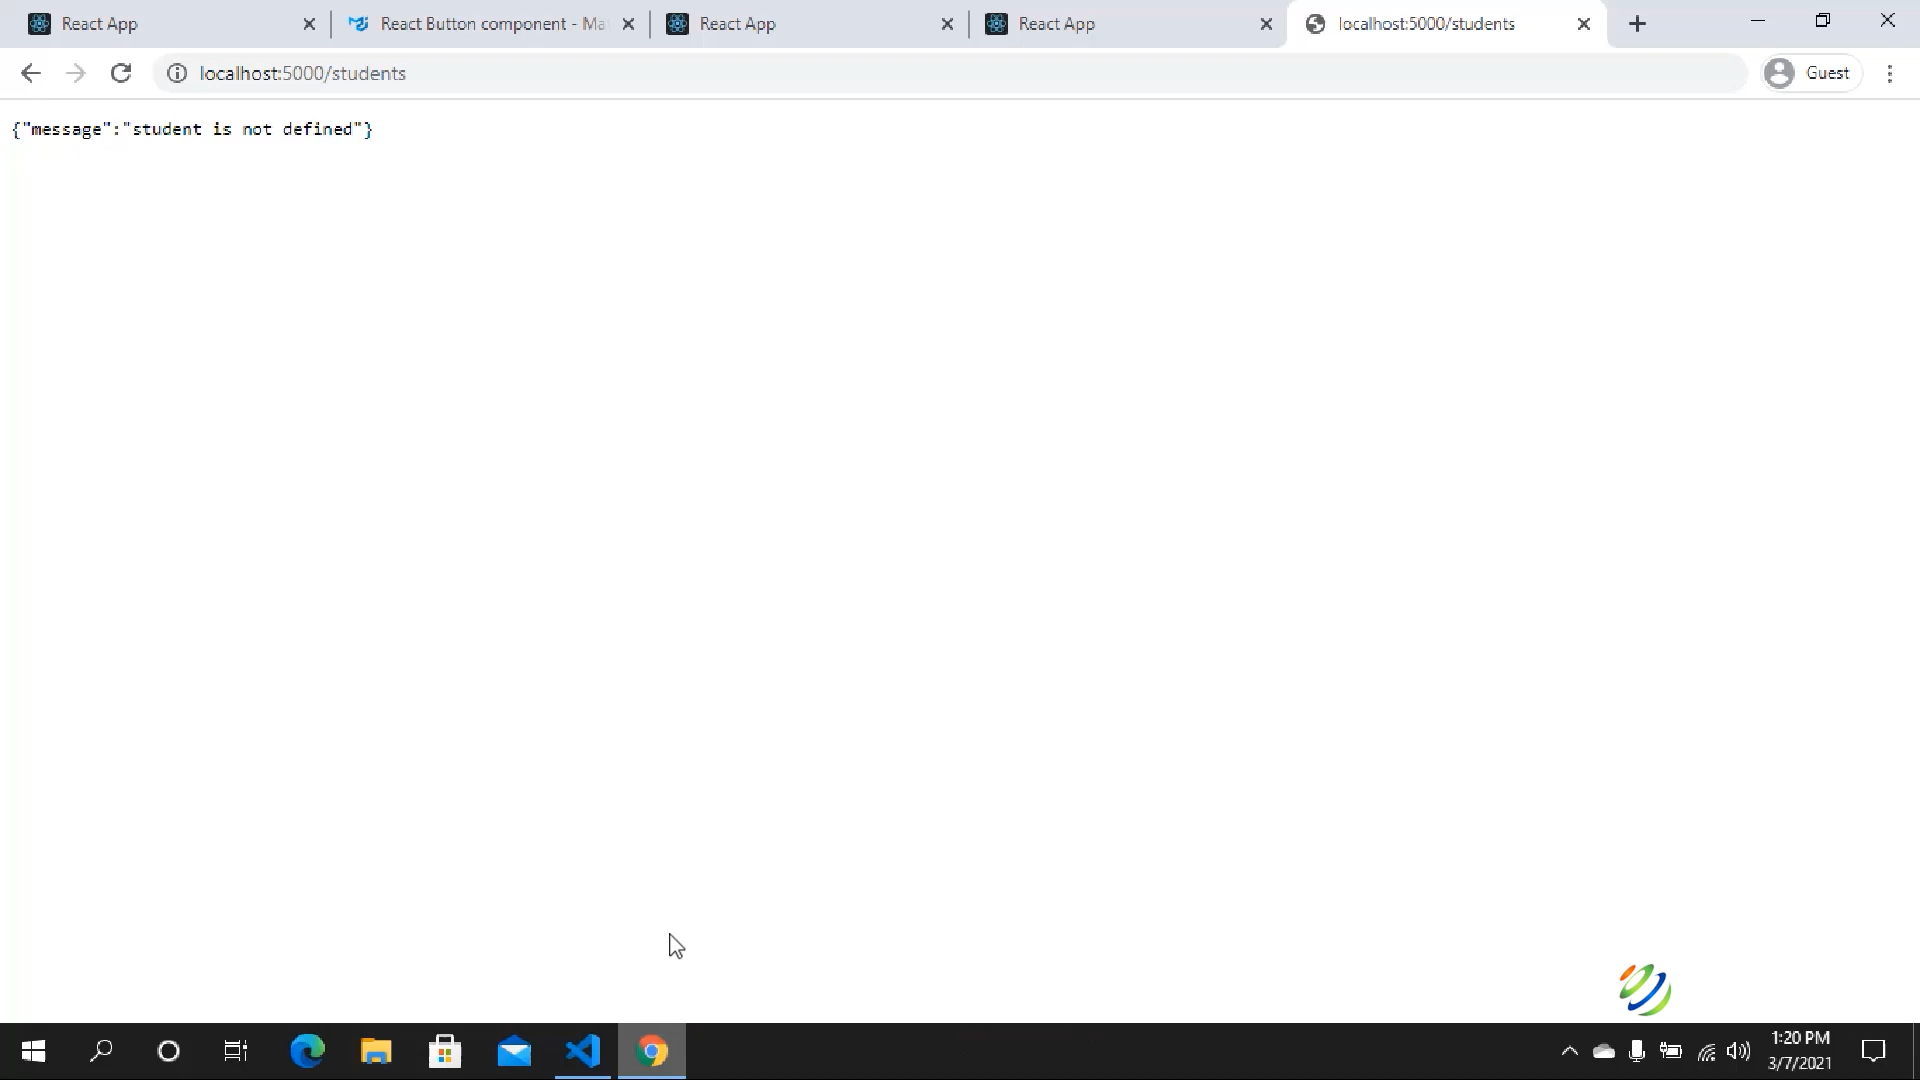 React App
React Button component - Ma
React App
React App
localhost:5000/students
localhost:5000/students
Guest
{"message":"student is not defined"}
1:20 PM
3/7/2021